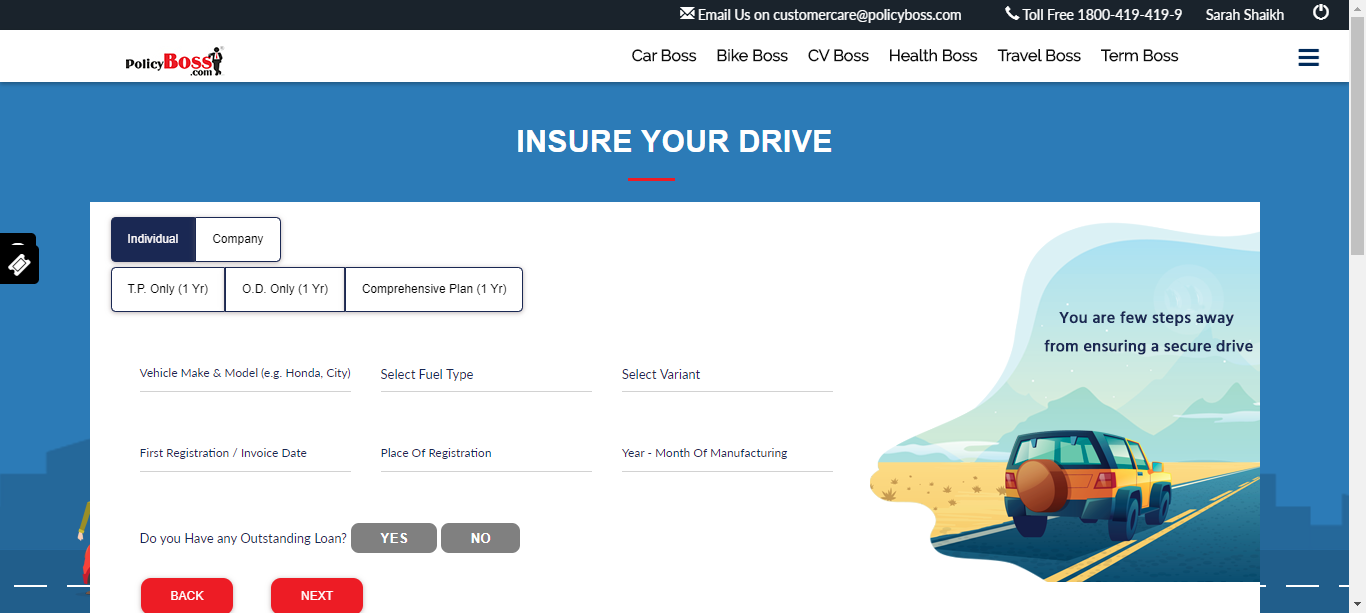 Email Us on customercare@policyboss.com Toll Free 1800-419-419-9 Sarah Shaikh
PolicyBoss.com Car Boss Bike Boss CV Boss Health Boss Travel Boss Term Boss
INSURE YOUR DRIVE
Individual Company
T.P. Only (1 Yr) O.D. Only (1 Yr) Comprehensive Plan (1 Yr)
You are few steps away
from ensuring a secure drive
Vehicle Make & Model (e.g. Honda, City) Select Fuel Type Select Variant
First Registration / Invoice Date Place Of Registration Year - Month Of Manufacturing
Do you Have any Outstanding Loan? YES NO
BACK NEXT